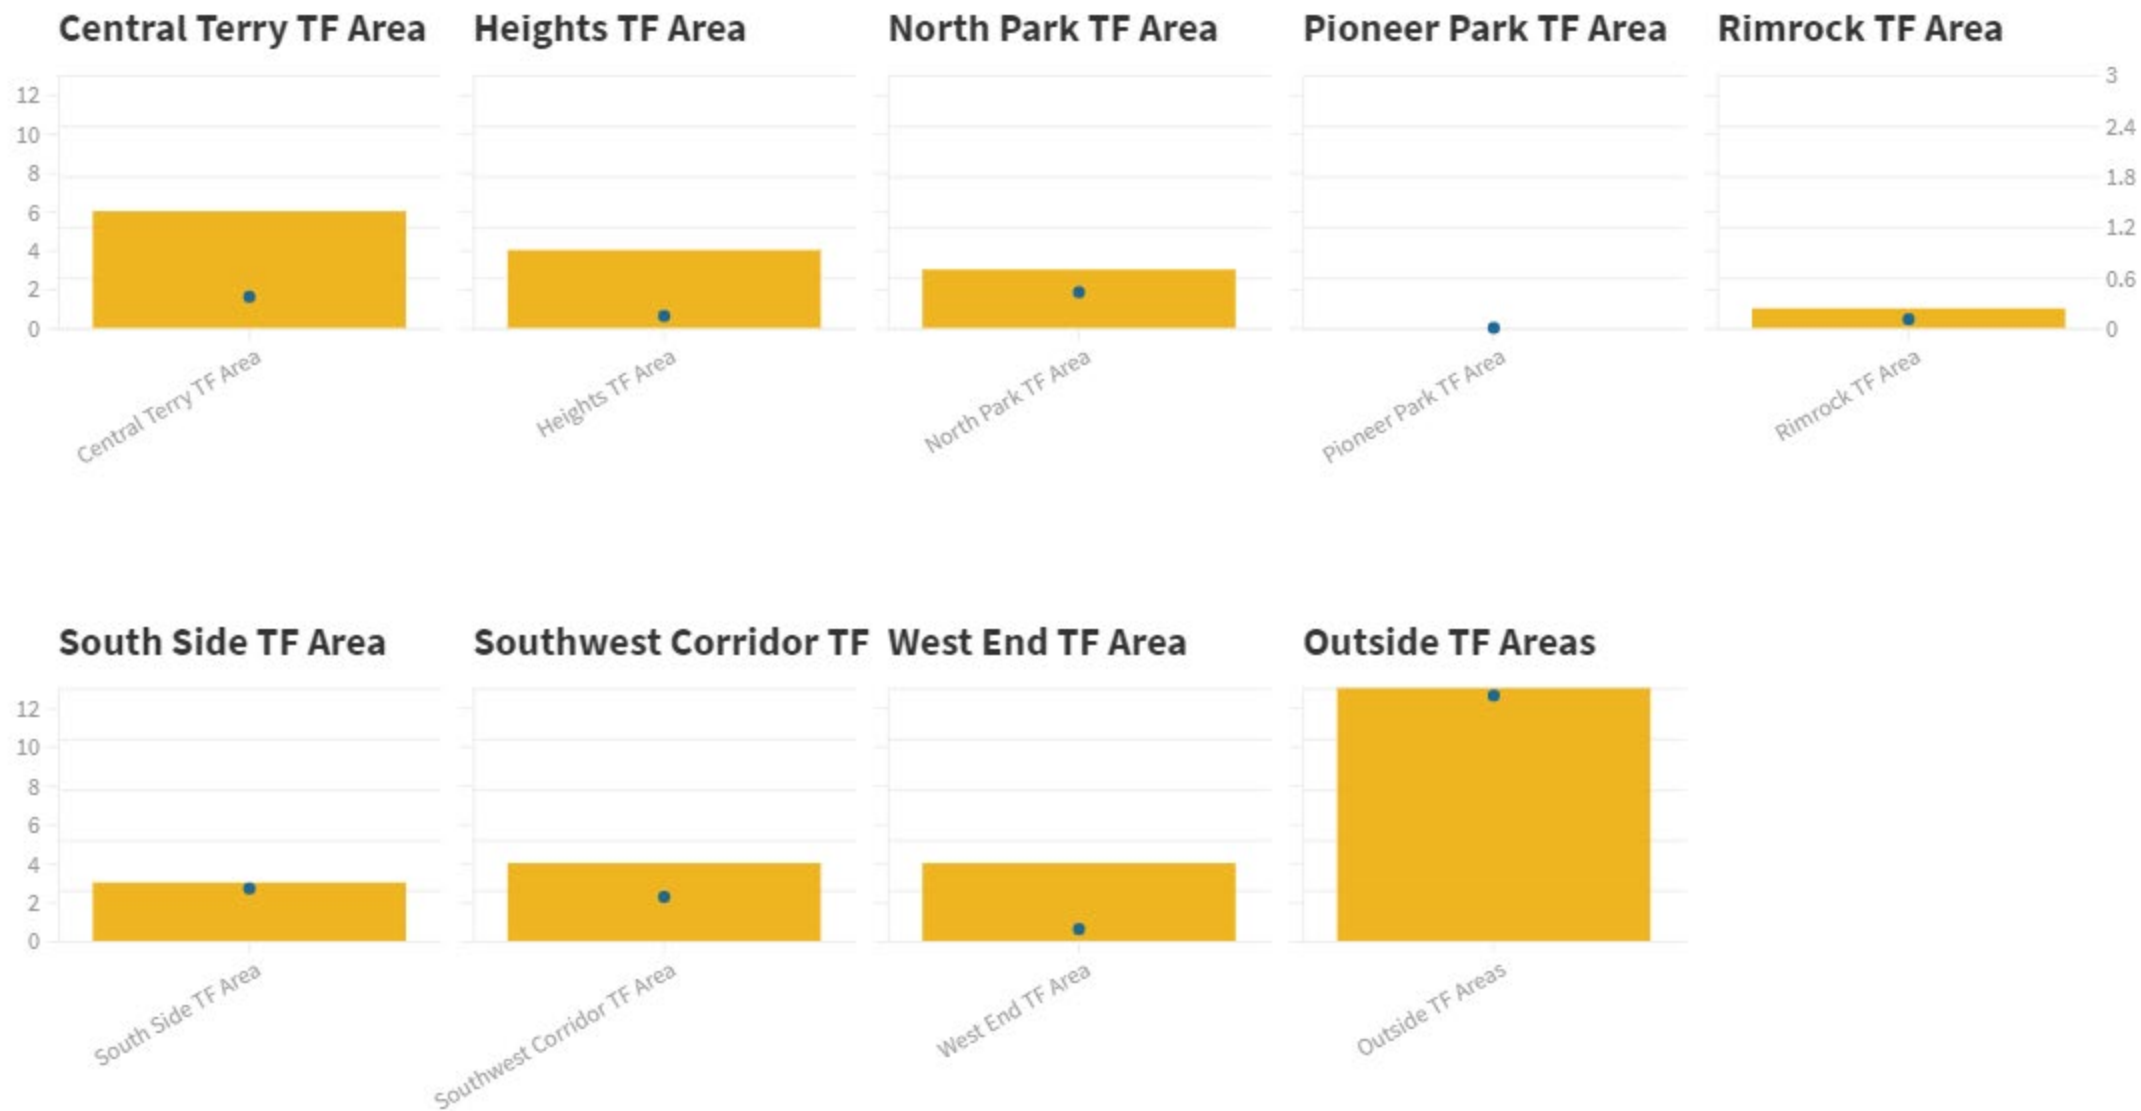 Central Terry TF Area
Heights TF Area
North Park TF Area
Pioneer Park TF Area
Rimrock TF Area
12
10
8
6
4
2
0
3
2.4
1.8
1.2
0.6
0
Central Terry TF Area
Heights TF Area
North Park TF Area
Pioneer Park TF Area
Rimrock TF Area
South Side TF Area
Southwest Corridor TF
West End TF Area
Outside TF Areas
12
10
8
6
4
2
0
South Side TF Area
Southwest Corridor TF Area
West End TF Area
Outside TF Areas